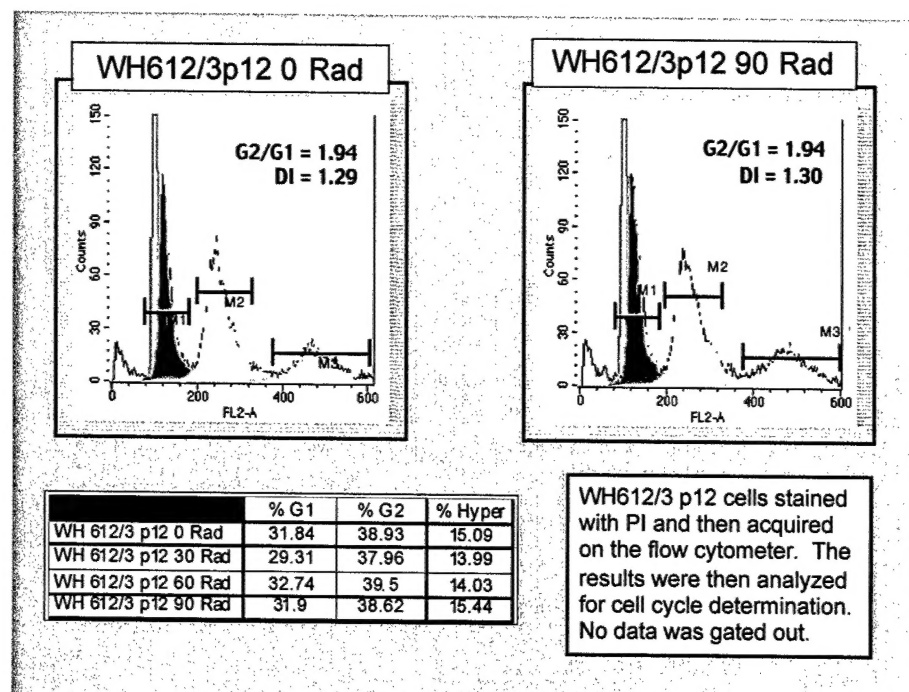 WH612/3p12 0 Rad
150
120
90
60
30
0
Counts
G2/G1 = 1.94
DI = 1.29
M1
M2
M3
0
200
400
600
FL2-A
WH612/3p12 90 Rad
150
120
90
60
30
0
Counts
G2/G1 = 1.94
DI = 1.30
M1
M2
M3
0
200
400
600
FL2-A
% G1 % G2 % Hyper
WH 612/3 p12 0 Rad 31.84 38.93 15.09
WH 612/3 p12 30 Rad 29.31 37.96 13.99
WH 612/3 p12 60 Rad 32.74 39.5 14.03
WH 612/3 p12 90 Rad 31.9 38.62 15.44
WH612/3 p12 cells stained
with PI and then acquired
on the flow cytometer. The
results were then analyzed
for cell cycle determination.
No data was gated out.